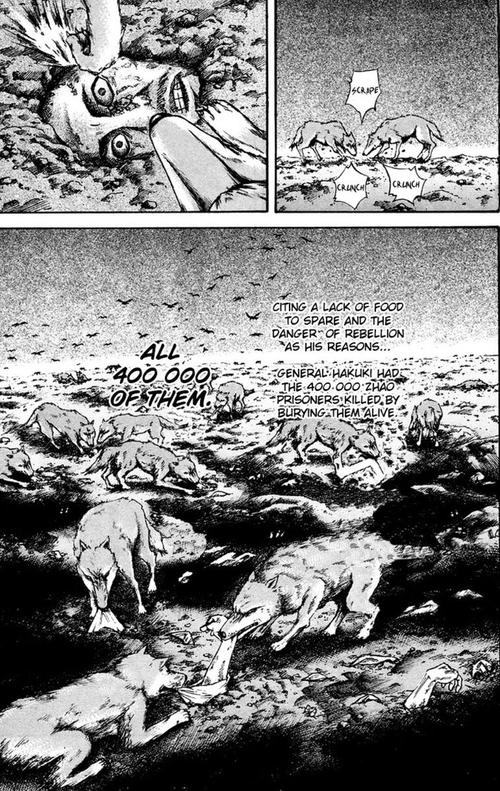 SCRAPE
CRUNCH
CRUNCH
CITING A LACK OF FOOD
TO SPARE AND THE
DANGER OF REBELLION
AS HIS REASONS...
GENERAL HAKUKI HAD
THE 400 000 ZHAO
PRISONERS KILLED BY
BURYING THEM ALIVE.
ALL
400 000
OF THEM.